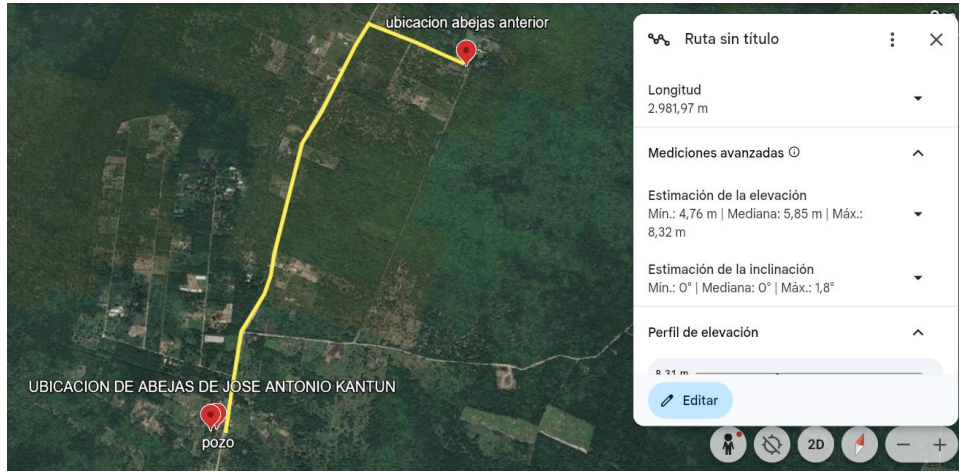 ubicacion abejas anterior
UBICACION DE ABEJAS DE JOSE ANTONIO KANTUN
pozo
Ruta sin título
Longitud
2.981,97 m
Mediciones avanzadas
Estimación de la elevación
Mín.: 4,76 m | Mediana: 5,85 m | Máx.:
8,32 m
Estimación de la inclinación
Mín.: 0° | Mediana: 0° | Máx.: 1,8°
Perfil de elevación
8,31 m
Editar
2D